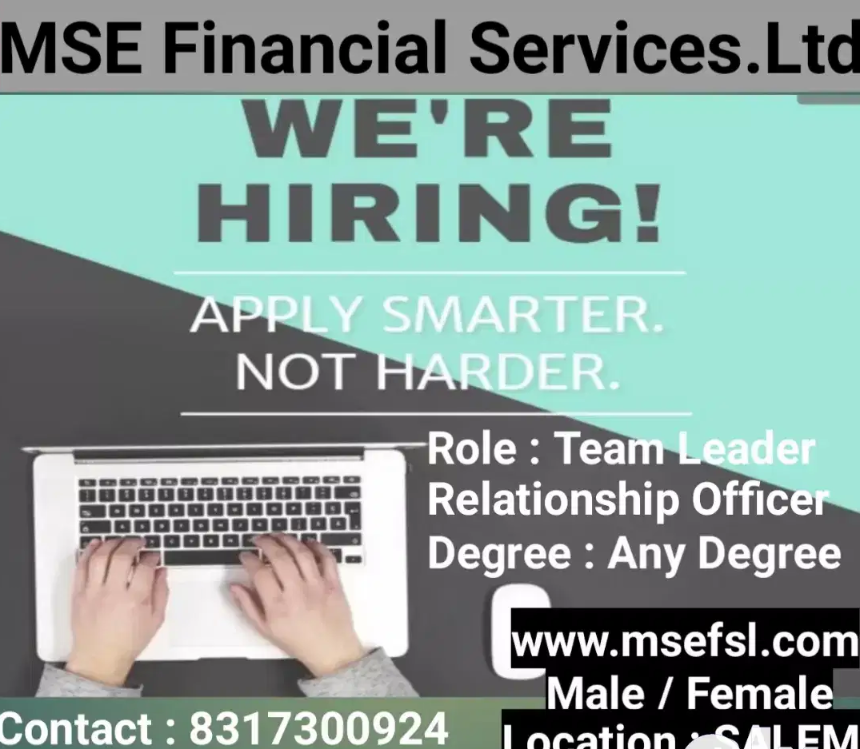 MSE Financial Services.Ltd
WE'RE
HIRING!
APPLY SMARTER.
NOT HARDER.
Role : Team Leader
Relationship Officer
Degree : Any Degree
www.msefsl.com
Male / Female
Contact : 8317300924
Location : SALEM